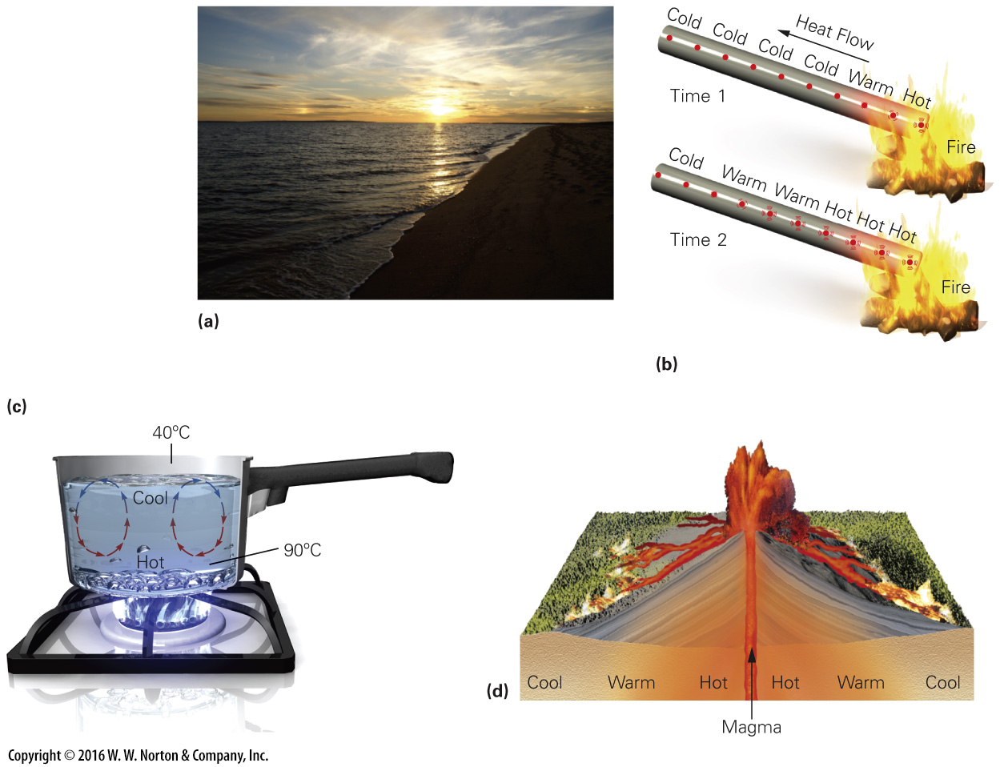 (a)
Cold Cold Cold Cold Warm Hot
Heat Flow
Time 1
Fire
Cold Warm Warm Hot Hot Hot
Time 2
Fire
(b)
(c)
40°C
Cool
Hot
90°C
Cool Warm Hot Hot Warm Cool
(d)
Magma
Copyright © 2016 W. W. Norton & Company, Inc.